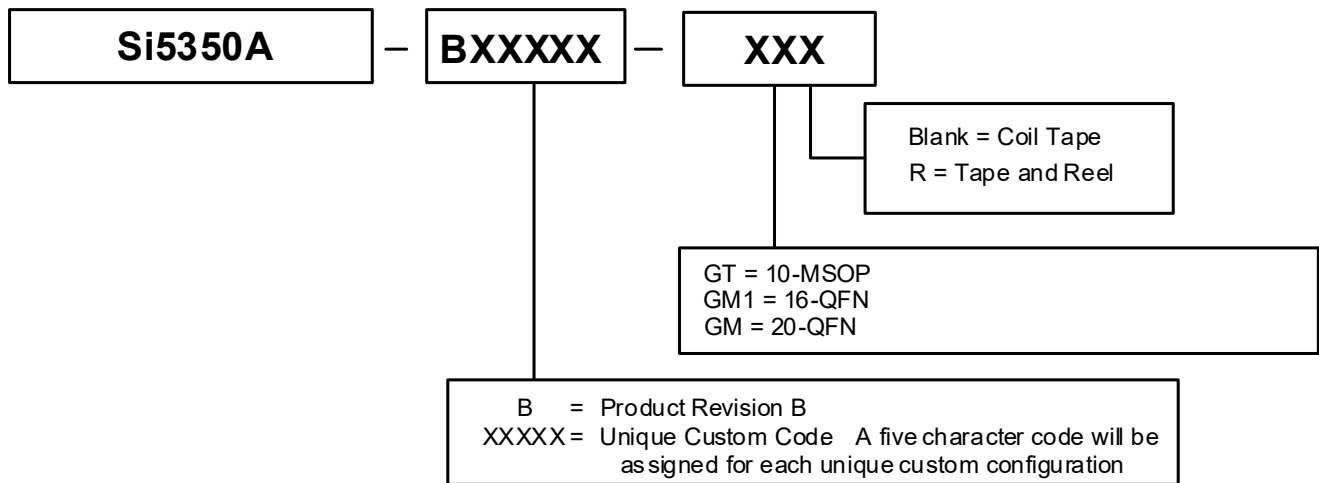 Si5350A – BXXXXX – XXX
Blank = Coil Tape
R = Tape and Reel
GT = 10-MSOP
GM1 = 16-QFN
GM = 20-QFN
B = Product Revision B
XXXXX = Unique Custom Code A five character code will be
assigned for each unique custom configuration